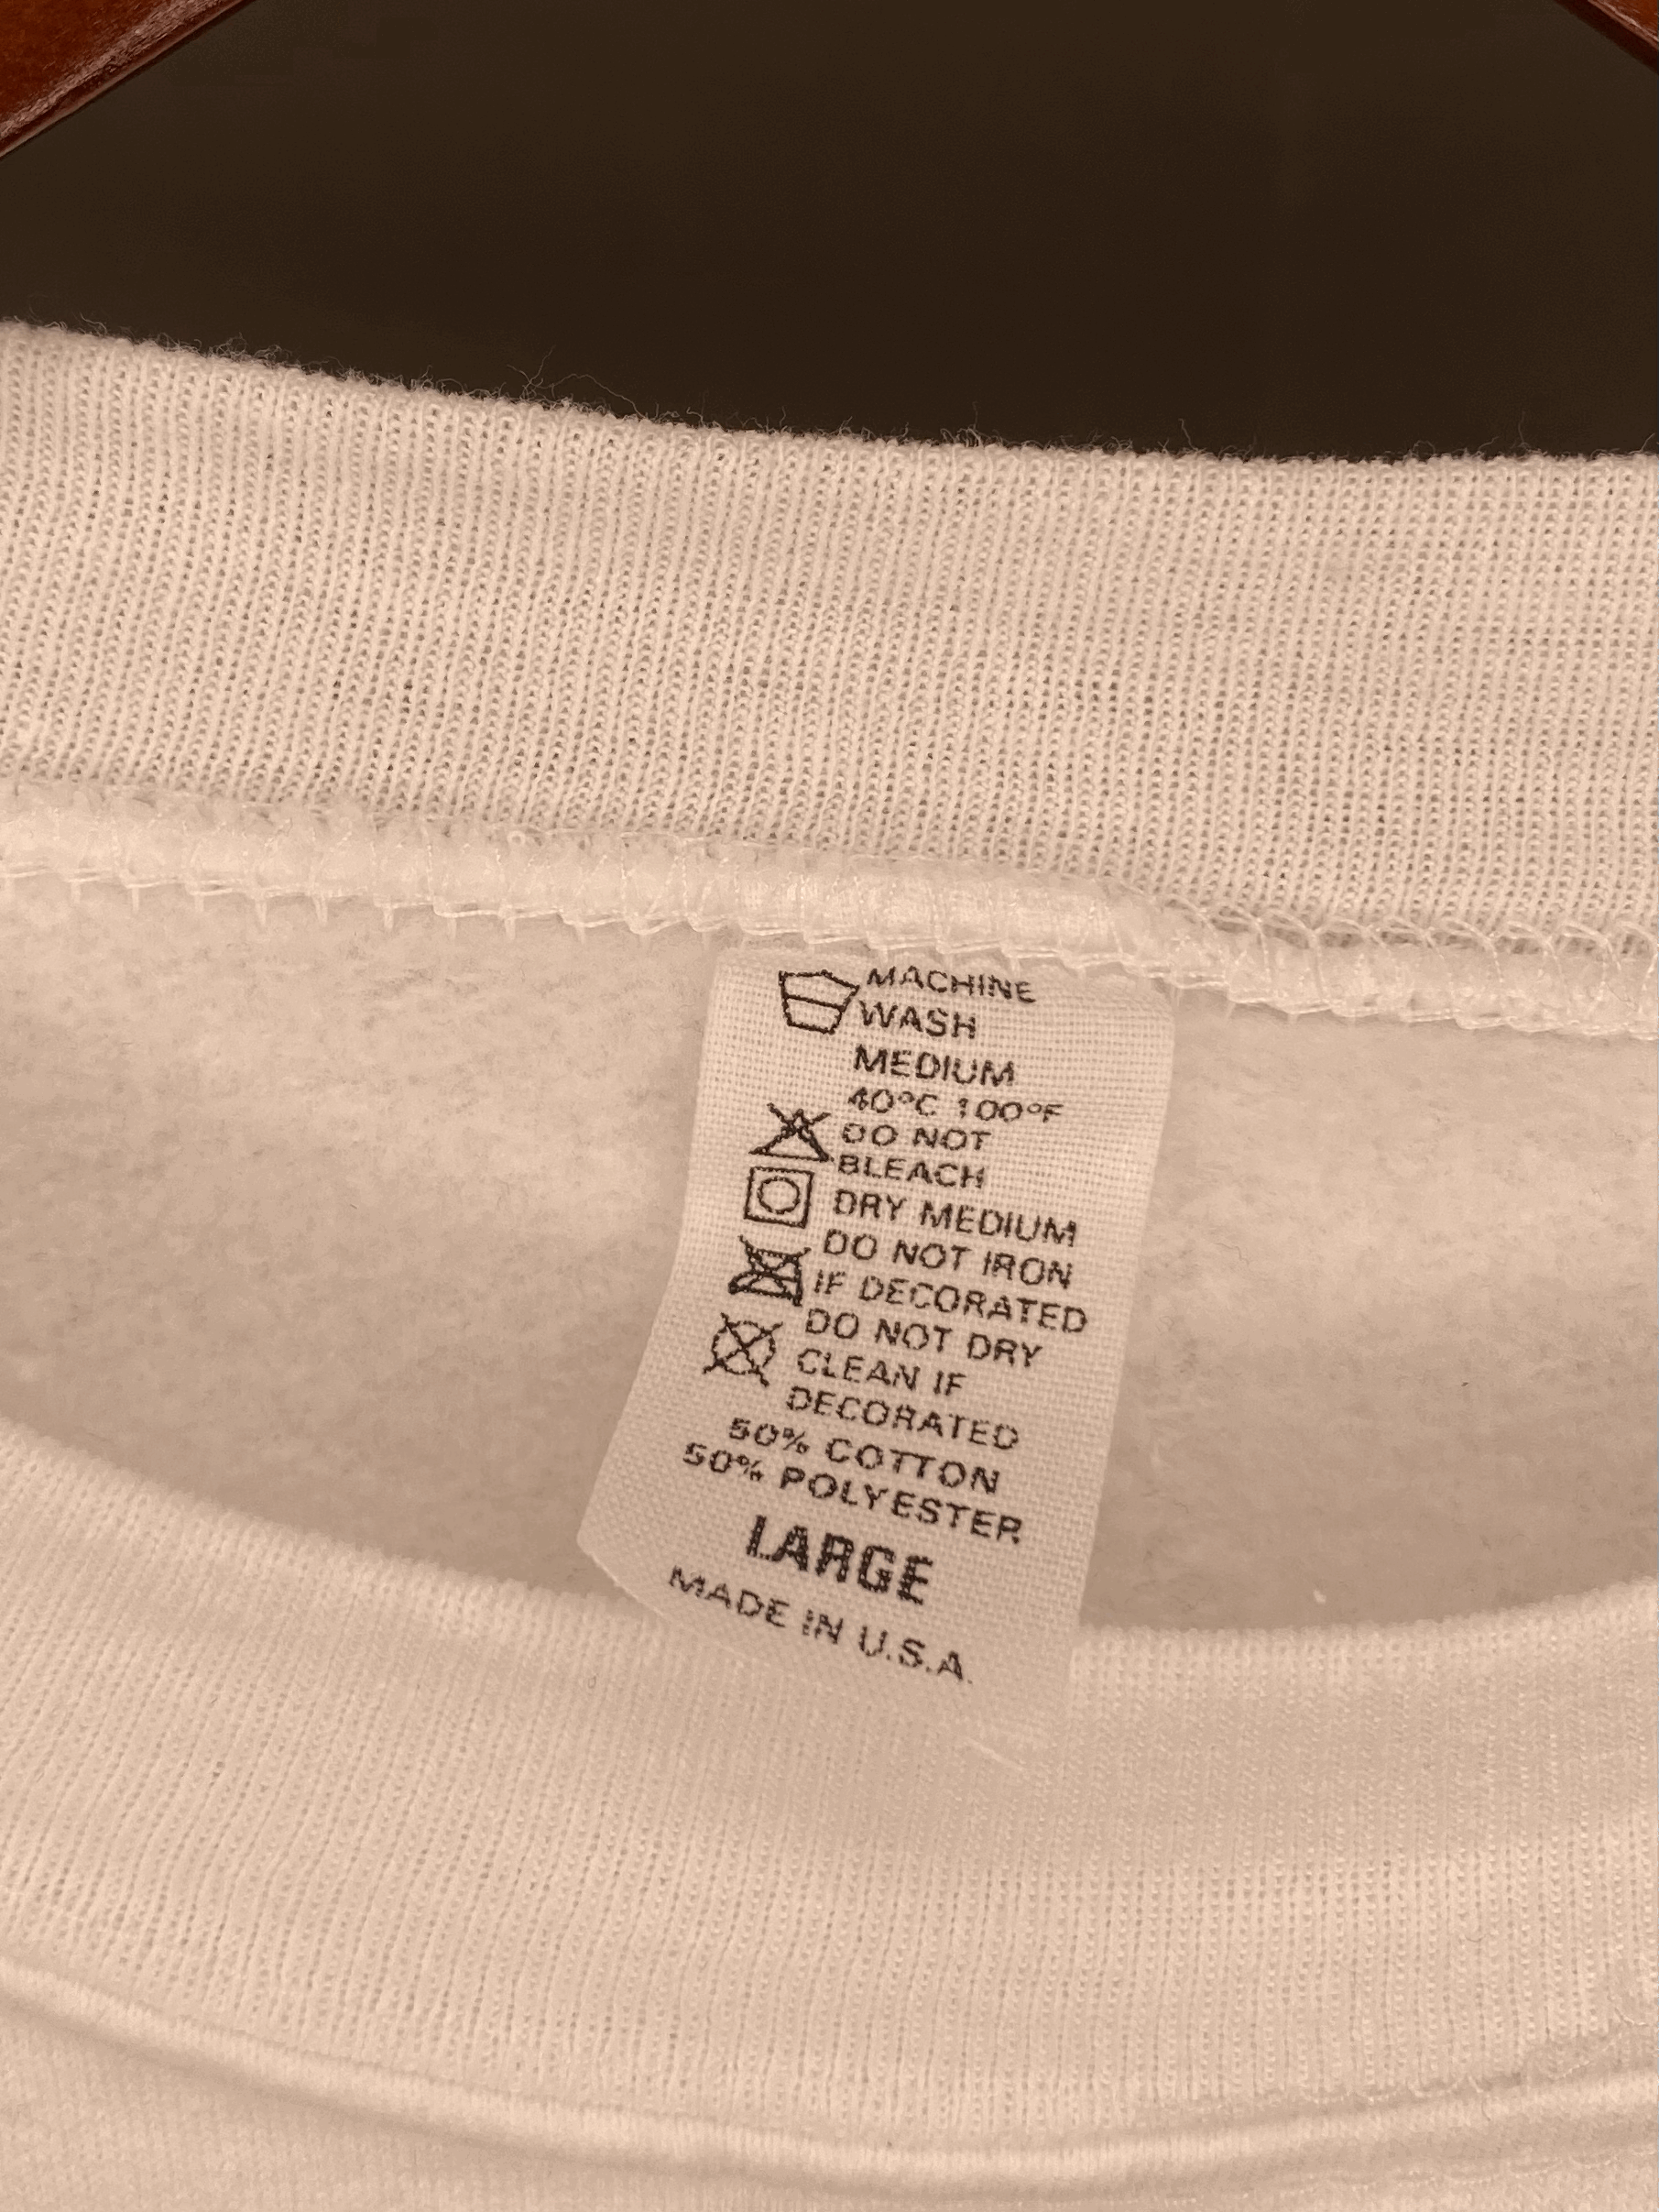 MACHINE
WASH
MEDIUM
40°C 100°F
DO NOT
BLEACH
DRY MEDIUM
DO NOT IRON
IF DECORATED
DO NOT DRY
CLEAN IF
DECORATED
50% COTTON
50% POLYESTER
LARGE
MADE IN U.S.A.